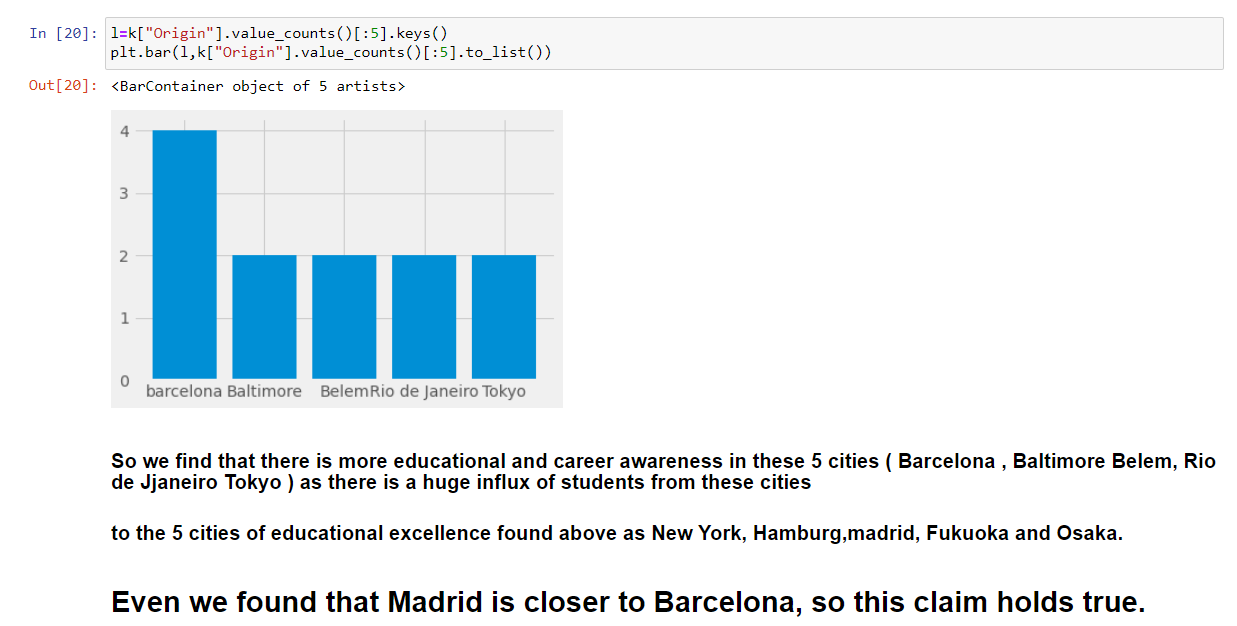 In [20]: l=k["Origin"].value_counts()[:5].keys()
plt.bar(l,k["Origin"].value_counts()[:5].to_list())
Out[20]: <BarContainer object of 5 artists>
4
3
2
1
0
barcelona Baltimore Belem Rio de Janeiro Tokyo
So we find that there is more educational and career awareness in these 5 cities ( Barcelona , Baltimore Belem, Rio
de Jjaneiro Tokyo ) as there is a huge influx of students from these cities
to the 5 cities of educational excellence found above as New York, Hamburg,madrid, Fukuoka and Osaka.
Even we found that Madrid is closer to Barcelona, so this claim holds true.